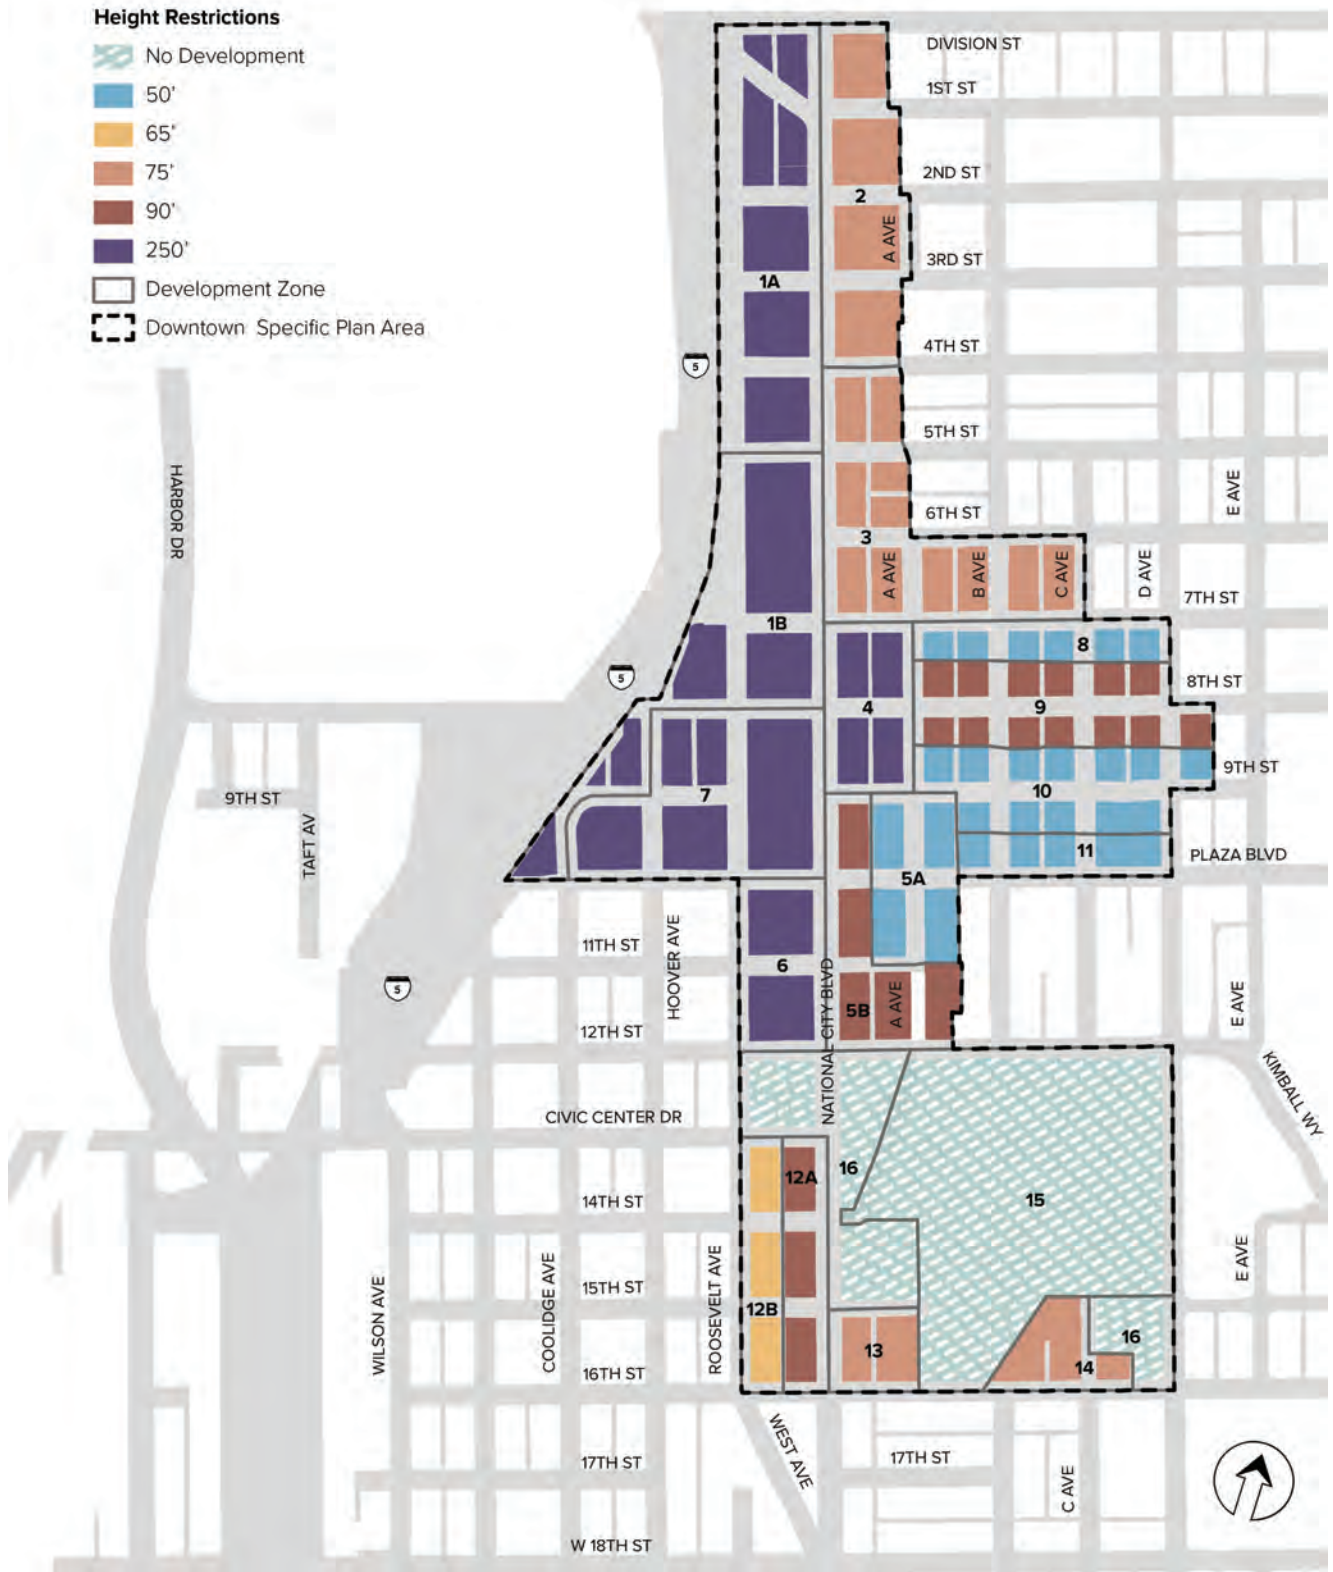 Height Restrictions
No Development
50'
65'
75'
90'
250'
Development Zone
Downtown Specific Plan Area
DIVISION ST
1ST ST
2ND ST
2
A AVE
3RD ST
1A
4TH ST
5
5TH ST
HARBOR DR
E AVE
6TH ST
3
A AVE
B AVE
C AVE
D AVE
7TH ST
1B
8
5
8TH ST
4
9
9TH ST
9TH ST
7
10
TAFT AV
11
PLAZA BLVD
5A
11TH ST
HOOVER AVE
6
NATIONAL CITY BLVD
5
5B
A AVE
E AVE
12TH ST
KIMBALL WY
CIVIC CENTER DR
12A
16
14TH ST
15
15TH ST
E AVE
12B
WILSON AVE
COOLIDGE AVE
ROOSEVELT AVE
13
16
14
16TH ST
WEST AVE
17TH ST
17TH ST
C AVE
W 18TH ST